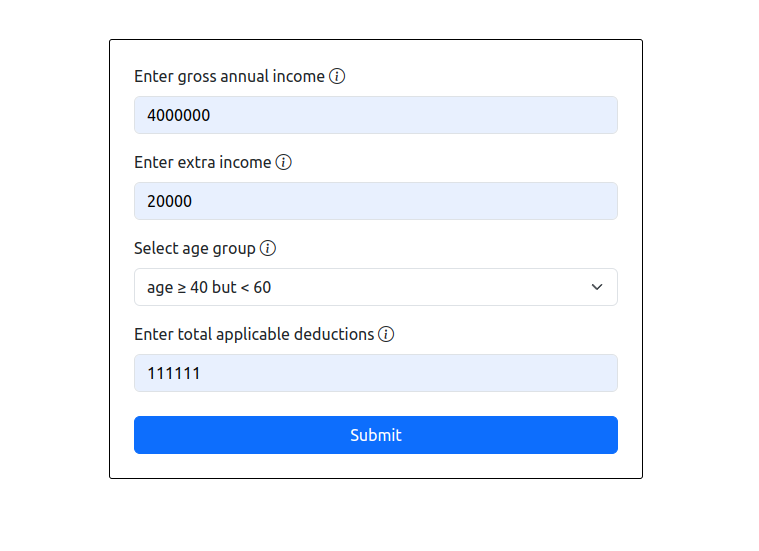 Enter gross annual income
4000000
Enter extra income
20000
Select age group
age ≥ 40 but < 60
Enter total applicable deductions
111111
Submit